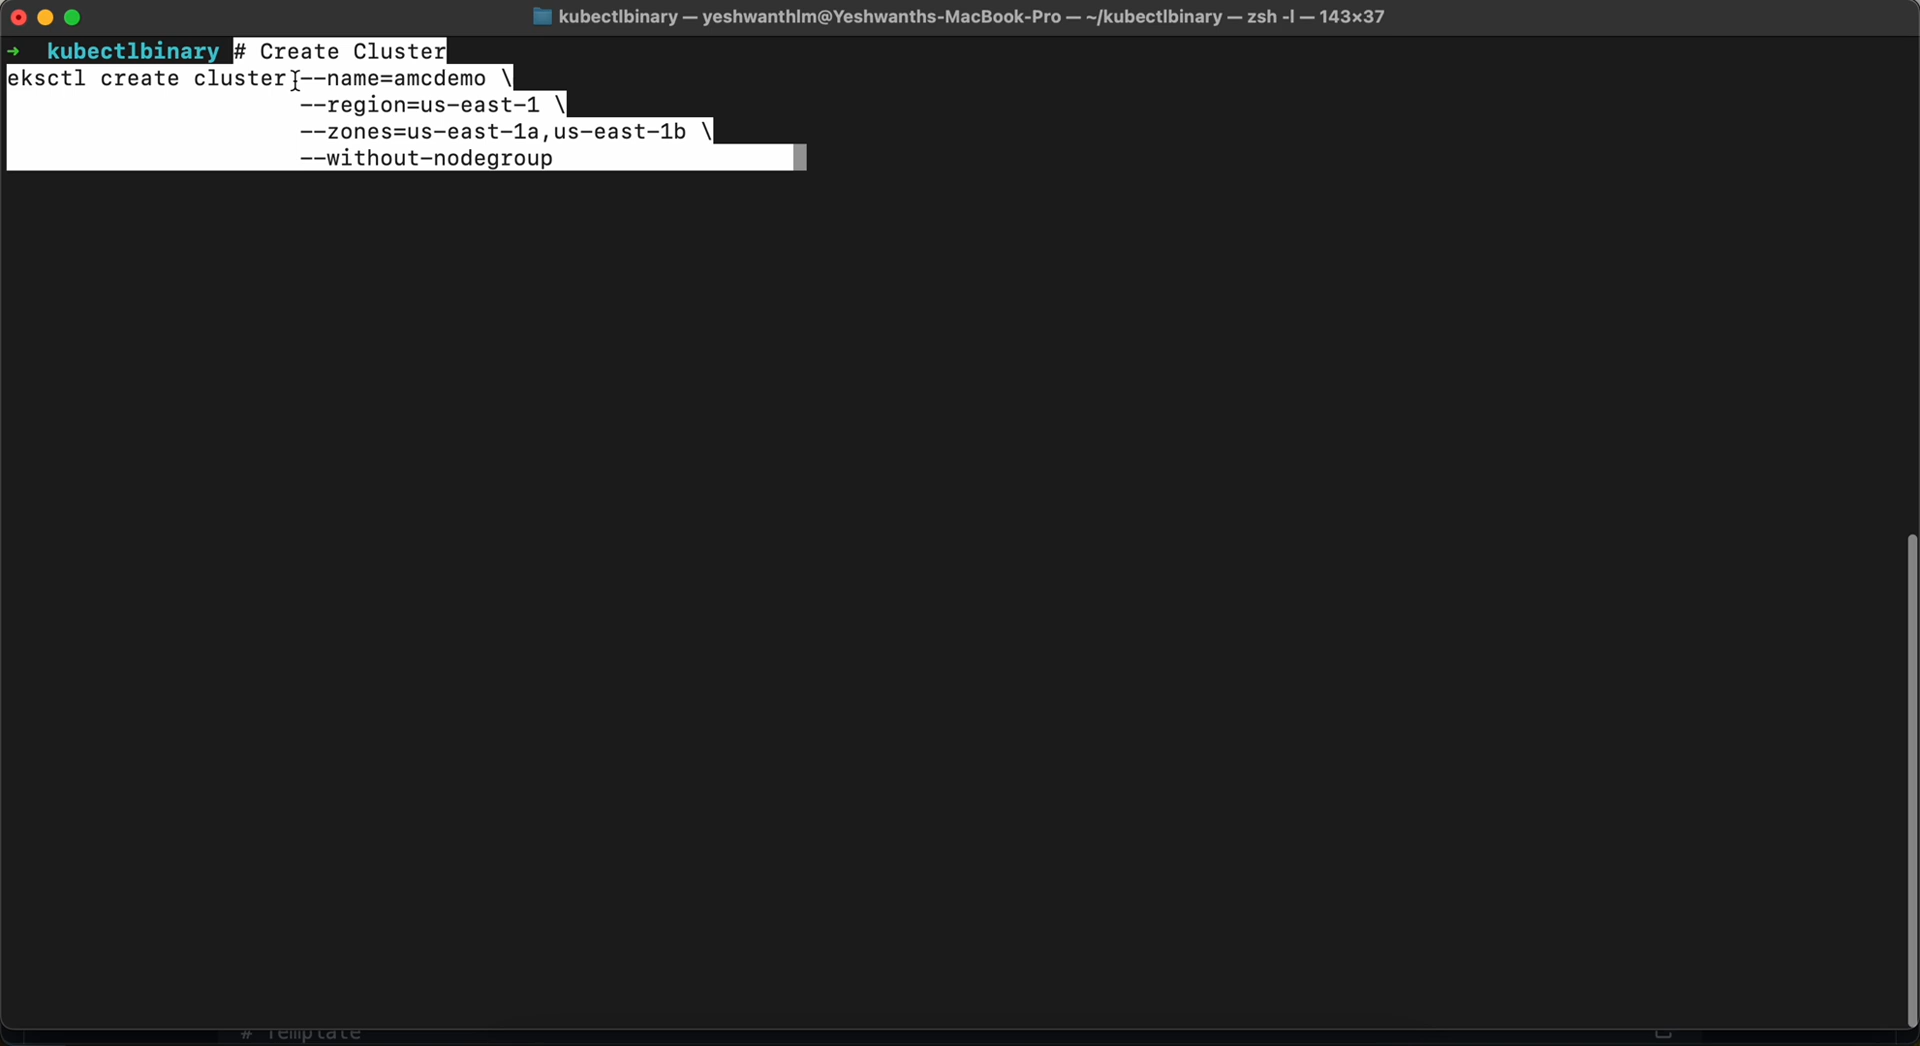 kubectlbinary — yeshwanthlm@Yeshwanths-MacBook-Pro — ~/kubectlbinary — zsh -l — 143×37
➜ kubectlbinary # Create Cluster
eksctl create cluster --name=amcdemo \
--region=us-east-1 \
--zones=us-east-1a,us-east-1b \
--without-nodegroup
# Template